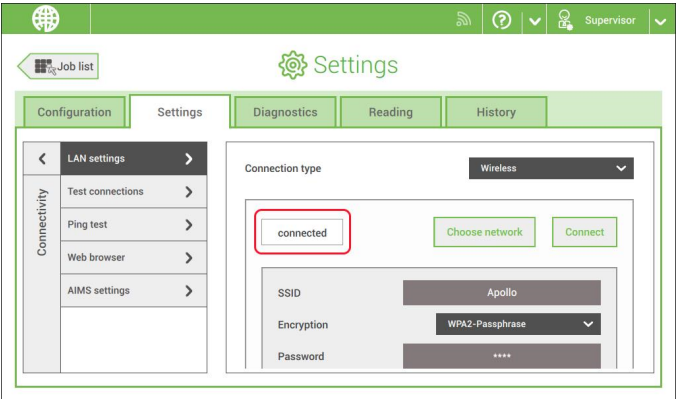 Supervisor
Job list
Settings
Configuration
Settings
Diagnostics
Reading
History
Connectivity
LAN settings
Test connections
Ping test
Web browser
AIMS settings
Connection type
Wireless
connected
Choose network
Connect
SSID
Apollo
Encryption
WPA2-Passphrase
Password
****